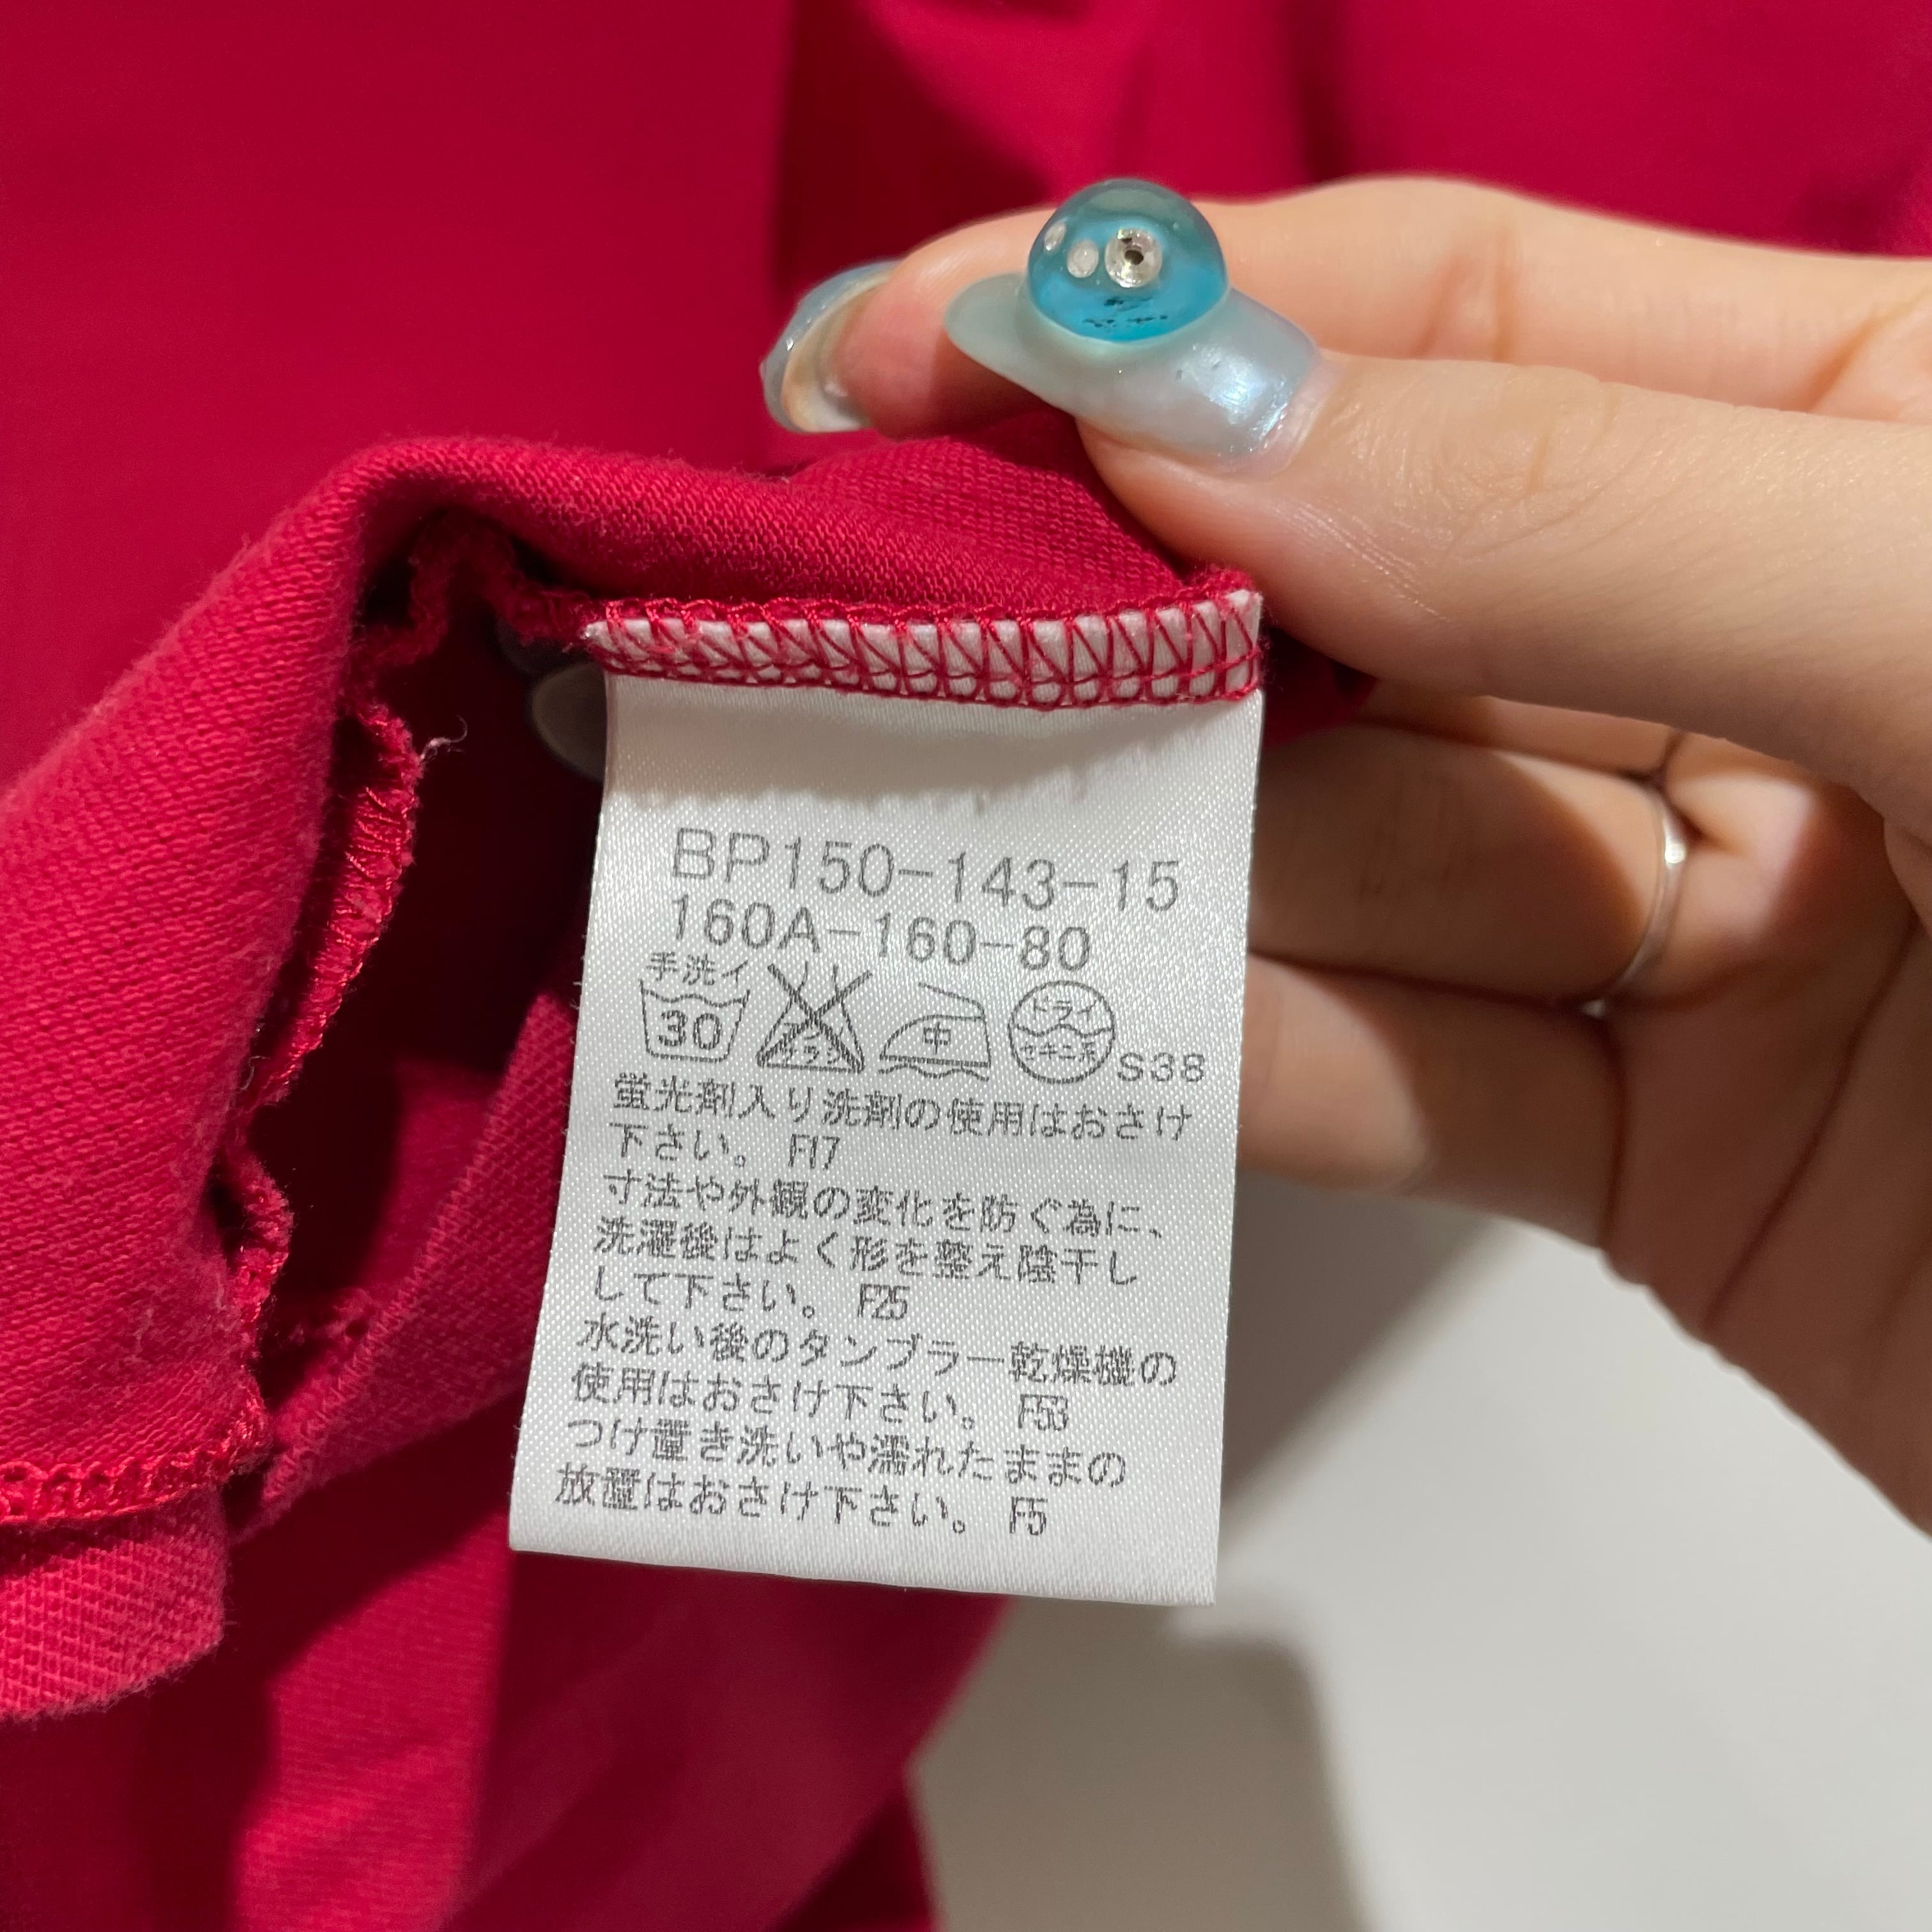 BP150-143-15
160A-160-80
手洗イ
30
中
ドライ
セキユ系
S38
蛍光剤入り洗剤の使用はおさけ
下さい。 F17
寸法や外観の変化を防ぐ為に、
洗濯後はよく形を整え陰干し
して下さい。 F25
水洗い後のタンブラー乾燥機の
使用はおさけ下さい。 F53
つけ置き洗いや濡れたままの
放置はおさけ下さい。 F5